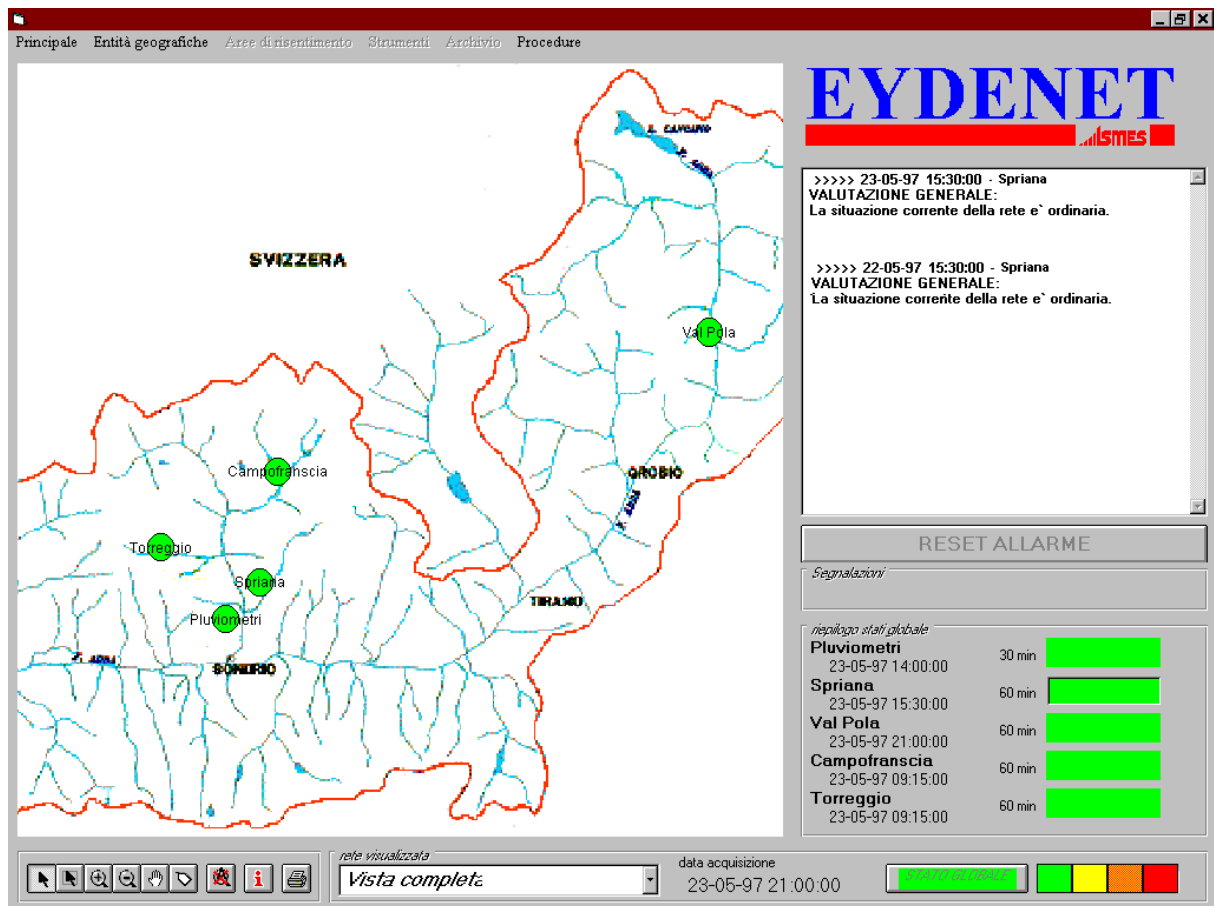 Principale Entità geografiche Aree di risentimento Strumenti Archivio Procedure
EYDENET
ISMES
SVIZZERA
Val Pola
Campofranscia
Torreggio
Spriana
Pluviometri
GROBIO
TIRANO
SONDRIO
F. ADDA
>>>>> 23-05-97 15:30:00 - Spriana
VALUTAZIONE GENERALE:
La situazione corrente della rete e` ordinaria.
>>>>> 22-05-97 15:30:00 - Spriana
VALUTAZIONE GENERALE:
La situazione corrente della rete e` ordinaria.
RESET ALLARME
Segnalazioni
riepilogo stati globale
Pluviometri
23-05-97 14:00:00 30 min
Spriana
23-05-97 15:30:00 60 min
Val Pola
23-05-97 21:00:00 60 min
Campofranscia
23-05-97 09:15:00 60 min
Torreggio
23-05-97 09:15:00 60 min
rete visualizzata
Vista completa
data acquisizione
23-05-97 21:00:00
STATO GLOBALE